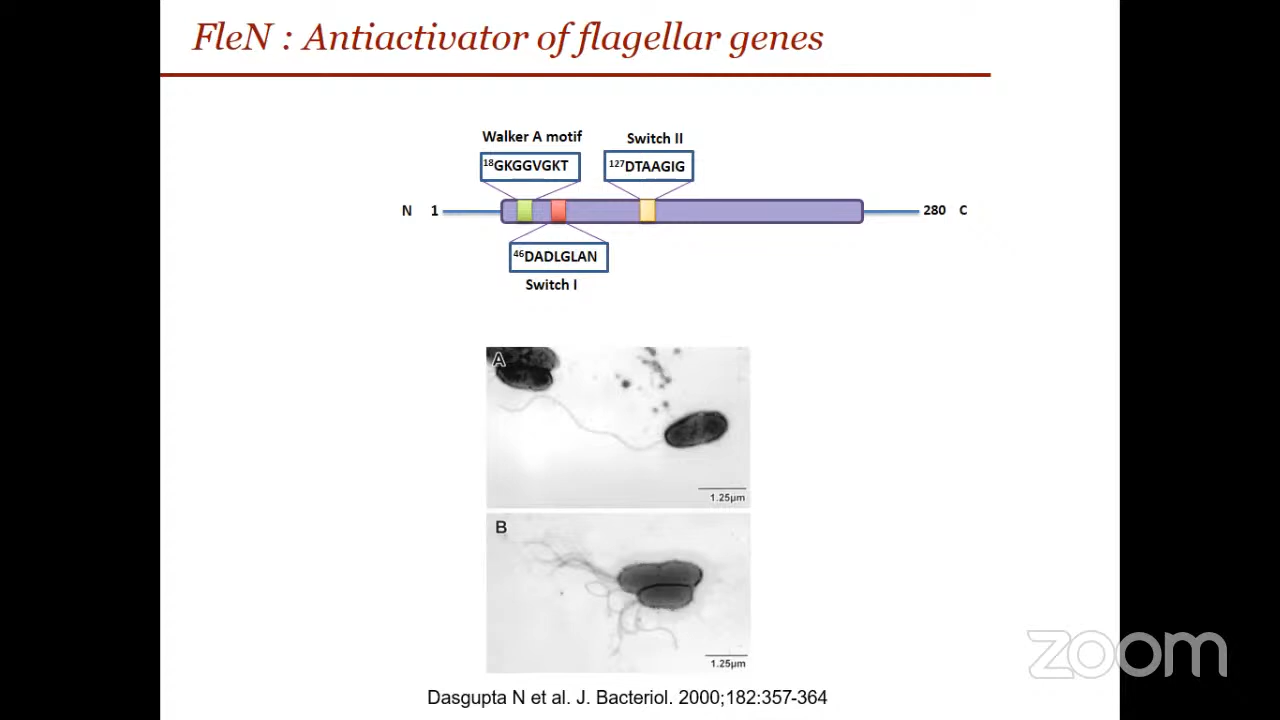 FleN : Antiactivator of flagellar genes
Walker A motif
Switch II
18GKGGVGKT
127DTAAGIG
N 1
280 C
46DADLGLAN
Switch I
A
1.25µm
B
1.25µm
Dasgupta N et al. J. Bacteriol. 2000;182:357-364
zoom